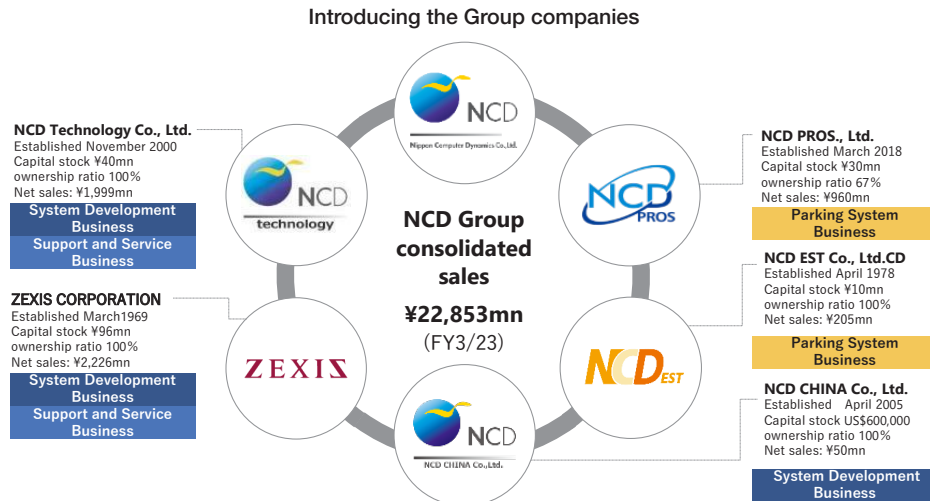 Introducing the Group companies
NCD
Nippon Computer Dynamics Co.,Ltd.
NCD Technology Co., Ltd.
Established November 2000
Capital stock ¥40mn
ownership ratio 100%
Net sales: ¥1,999mn
System Development
Business
Support and Service
Business
NCD
technology
ZEXIS CORPORATION
Established March1969
Capital stock ¥96mn
ownership ratio 100%
Net sales: ¥2,226mn
System Development
Business
Support and Service
Business
ZEXIS
NCD Group
consolidated
sales
¥22,853mn
(FY3/23)
NCD
PROS
NCD PROS., Ltd.
Established March 2018
Capital stock ¥30mn
ownership ratio 67%
Net sales: ¥960mn
Parking System
Business
NCD EST
NCD EST Co., Ltd.CD
Established April 1978
Capital stock ¥10mn
ownership ratio 100%
Net sales: ¥205mn
Parking System
Business
NCD
NCD CHINA Co.,Ltd.
NCD CHINA Co., Ltd.
Established April 2005
Capital stock US$600,000
ownership ratio 100%
Net sales: ¥50mn
System Development
Business